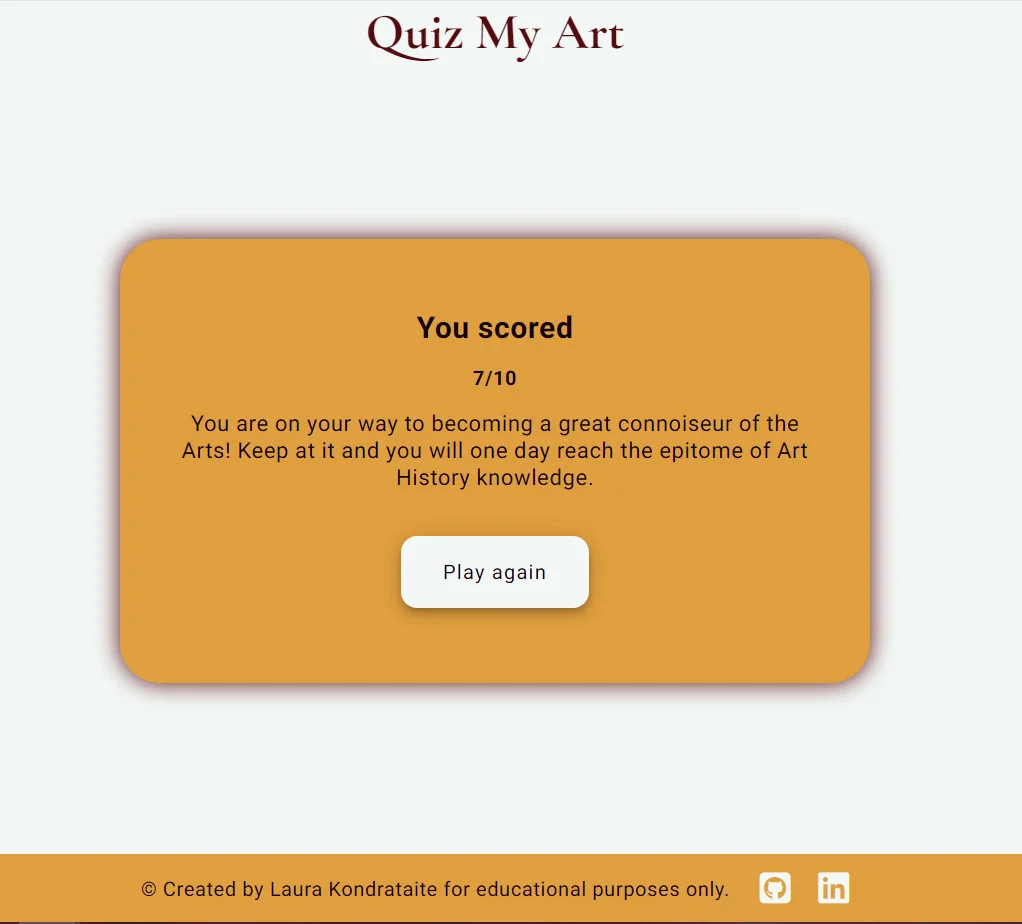 Quiz My Art
You scored
7/10
You are on your way to becoming a great connoiseur of the
Arts! Keep at it and you will one day reach the epitome of Art
History knowledge.
Play again
© Created by Laura Kondrataite for educational purposes only.
in